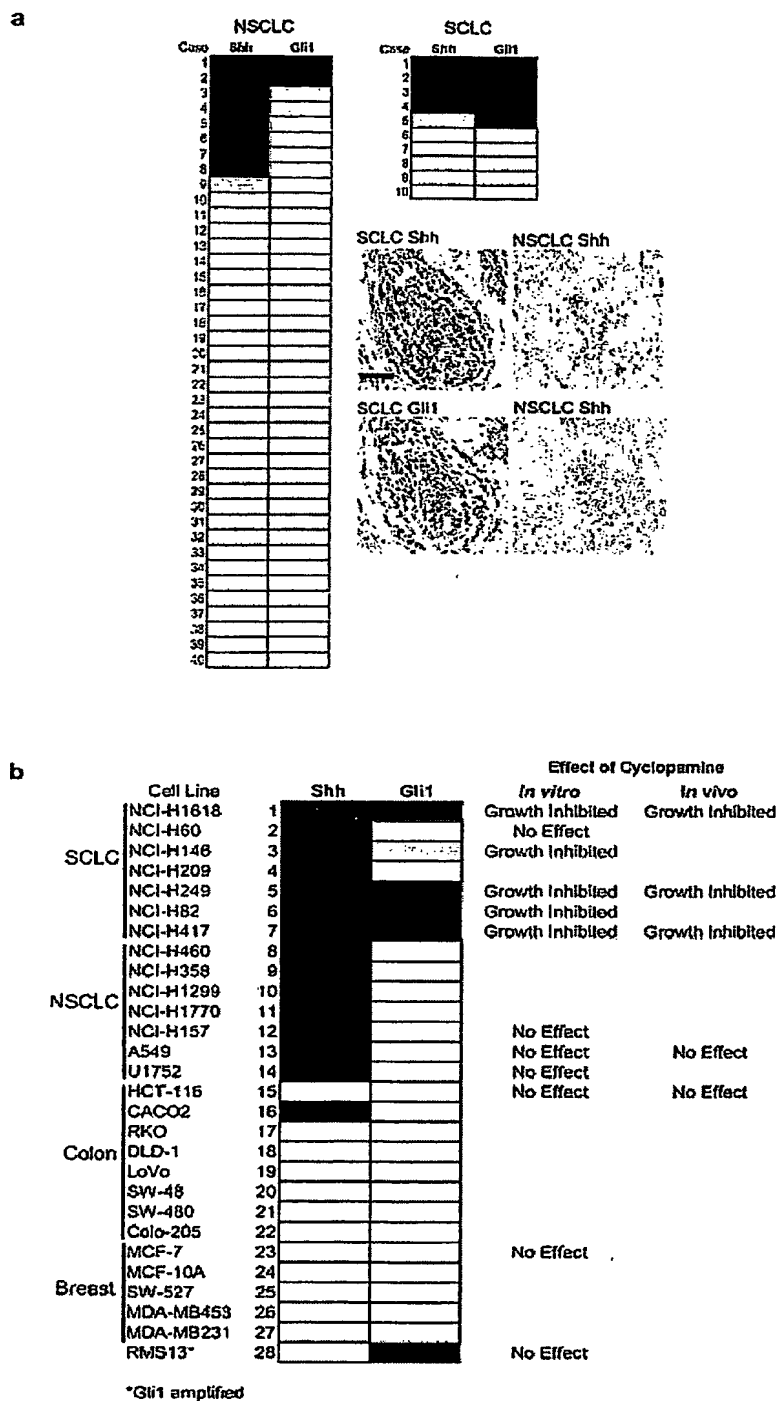 a
NSCLC
Case Shh Gli1
1
2
3
4
5
6
7
8
9
10
11
12
13
14
15
16
17
18
19
20
21
22
23
24
25
26
27
28
29
30
31
32
33
34
35
36
37
38
39
40
SCLC
Case Shh Gli1
1
2
3
4
5
6
7
8
9
10
SCLC Shh NSCLC Shh
SCLC Gli1 NSCLC Shh
b
Effect of Cyclopamine
Cell Line Shh Gli1 In vitro In vivo
SCLC
NCI-H1618 1 Growth Inhibited Growth Inhibited
NCI-H60 2 No Effect
NCI-H146 3 Growth Inhibited
NCI-H209 4
NCI-H249 5 Growth Inhibited Growth Inhibited
NCI-H82 6 Growth Inhibited
NCI-H417 7 Growth Inhibited Growth Inhibited
NSCLC
NCI-H460 8
NCI-H358 9
NCI-H1299 10
NCI-H1770 11
NCI-H157 12 No Effect
A549 13 No Effect No Effect
U1752 14 No Effect
Colon
HCT-116 15 No Effect No Effect
CACO2 16
RKO 17
DLD-1 18
LoVo 19
SW-48 20
SW-480 21
Colo-205 22
Breast
MCF-7 23 No Effect
MCF-10A 24
SW-527 25
MDA-MB453 26
MDA-MB231 27
RMS13* 28 No Effect
*Gli1 amplified